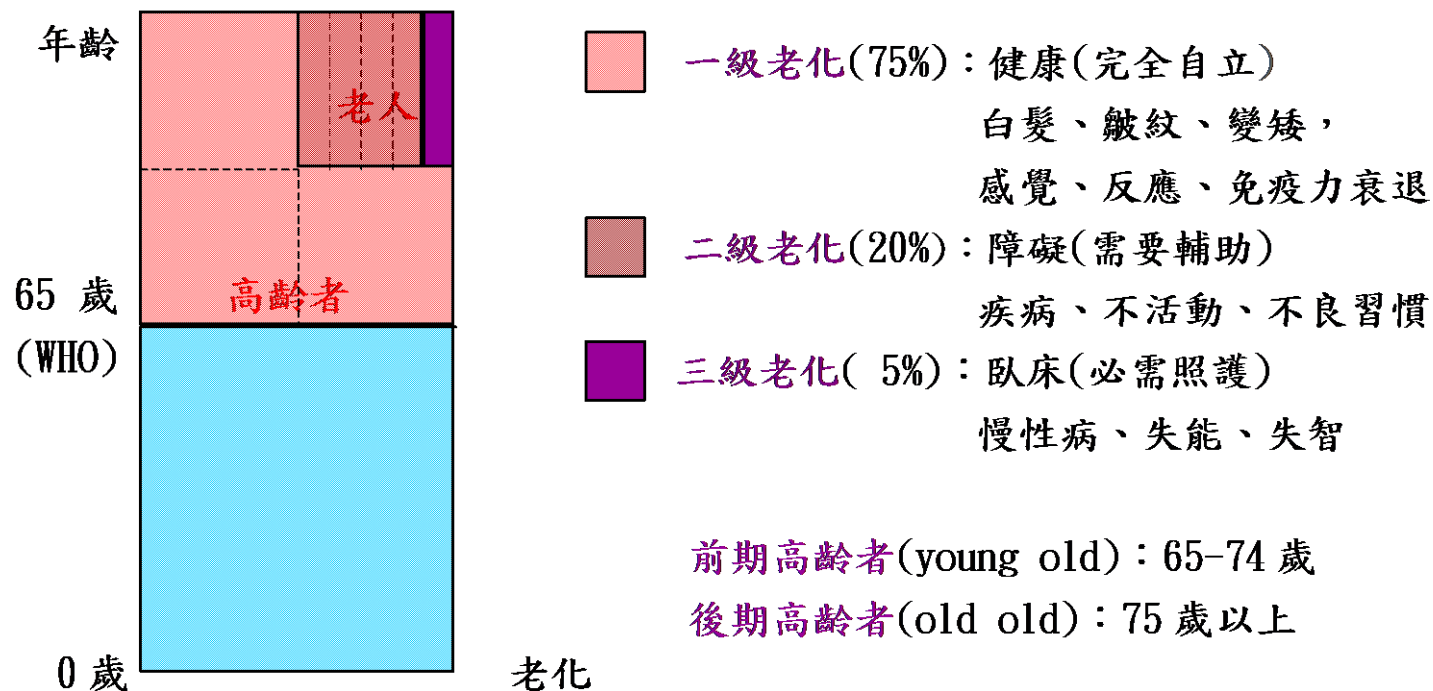 年齡
老人
65 歲
(WHO)
高齡者
0 歲
老化
一級老化(75%)：健康(完全自立)
白髮、皺紋、變矮，
感覺、反應、免疫力衰退
二級老化(20%)：障礙(需要輔助)
疾病、不活動、不良習慣
三級老化( 5%)：臥床(必需照護)
慢性病、失能、失智
前期高齡者(young old)：65-74 歲
後期高齡者(old old)：75 歲以上